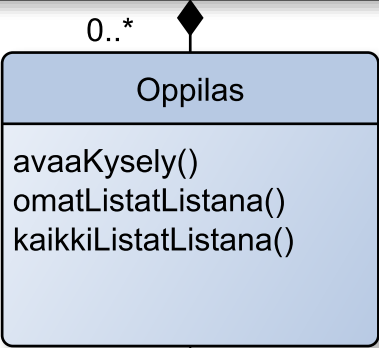 0..*
Oppilas
avaaKysely()
omatListatListana()
kaikkiListatListana()